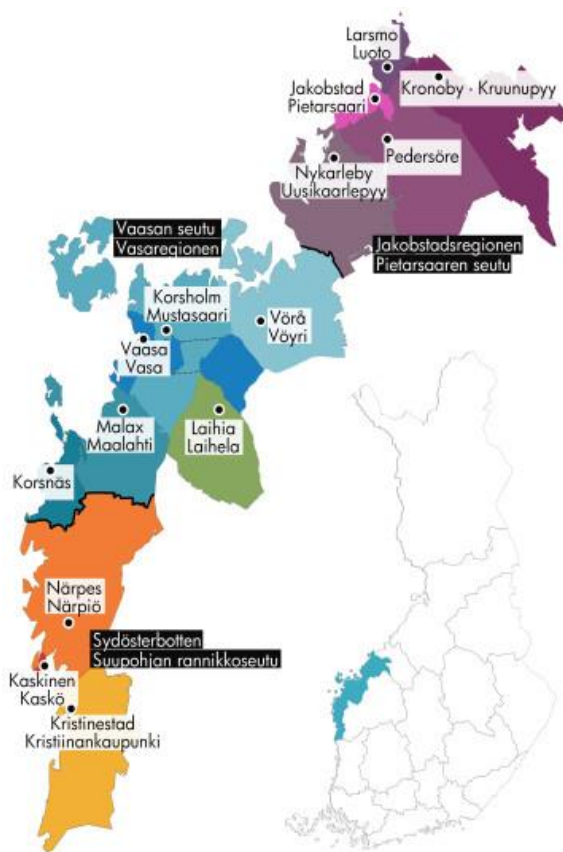 Larsmo
Luoto
Kronoby - Kruunupyy
Jakobstad
Pietarsaari
Pedersöre
Nykarleby
Uusikaarlepyy
Vaasan seutu
Vasaregionen
Jakobstadsregionen
Pietarsaaren seutu
Korsholm
Mustasaari
Vörå
Vöyri
Vaasa
Vasa
Malax
Maalahti
Laihia
Laihela
Korsnäs
Närpes
Närpiö
Sydösterbotten
Suupohjan rannikkoseutu
Kaskinen
Kaskö
Kristinestad
Kristiinankaupunki